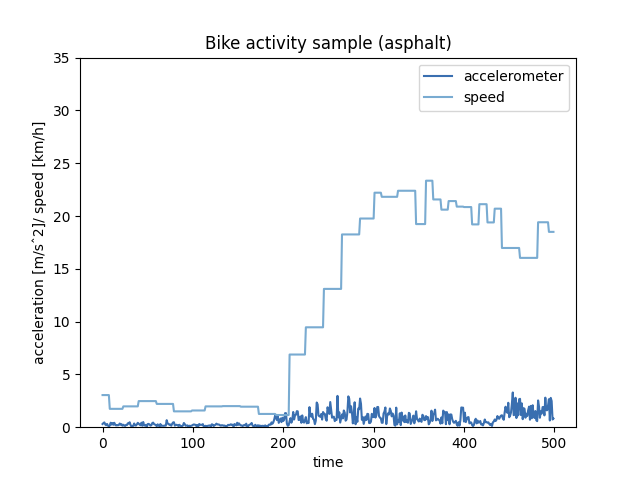 Bike activity sample (asphalt)
accelerometer
speed
acceleration [m/s^2]/ speed [km/h]
35
30
25
20
15
10
5
0
0 100 200 300 400 500
time